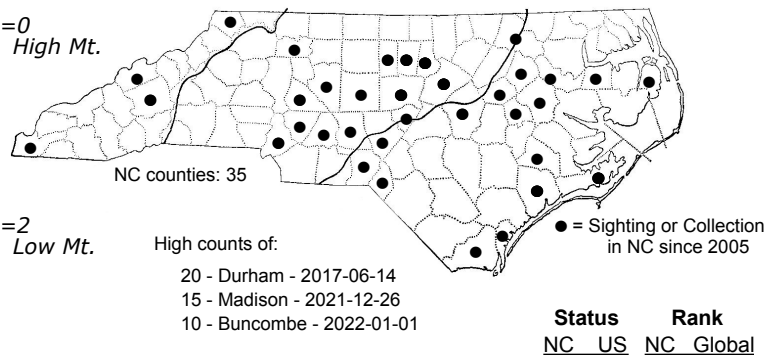 =0
High Mt.
NC counties: 35
=2
Low Mt.
High counts of:
20 - Durham - 2017-06-14
15 - Madison - 2021-12-26
10 - Buncombe - 2022-01-01
● = Sighting or Collection
in NC since 2005
Status Rank
NC US NC Global